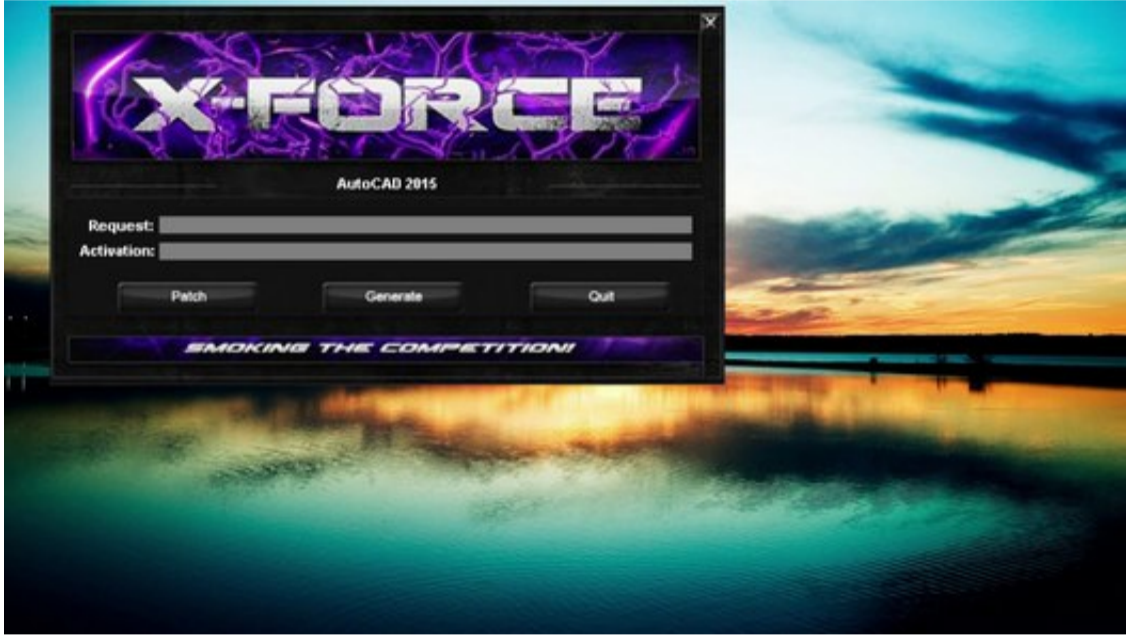 X-FORCE
AutoCAD 2015
Request:
Activation:
Patch Generate Quit
SMOKING THE COMPETITION!